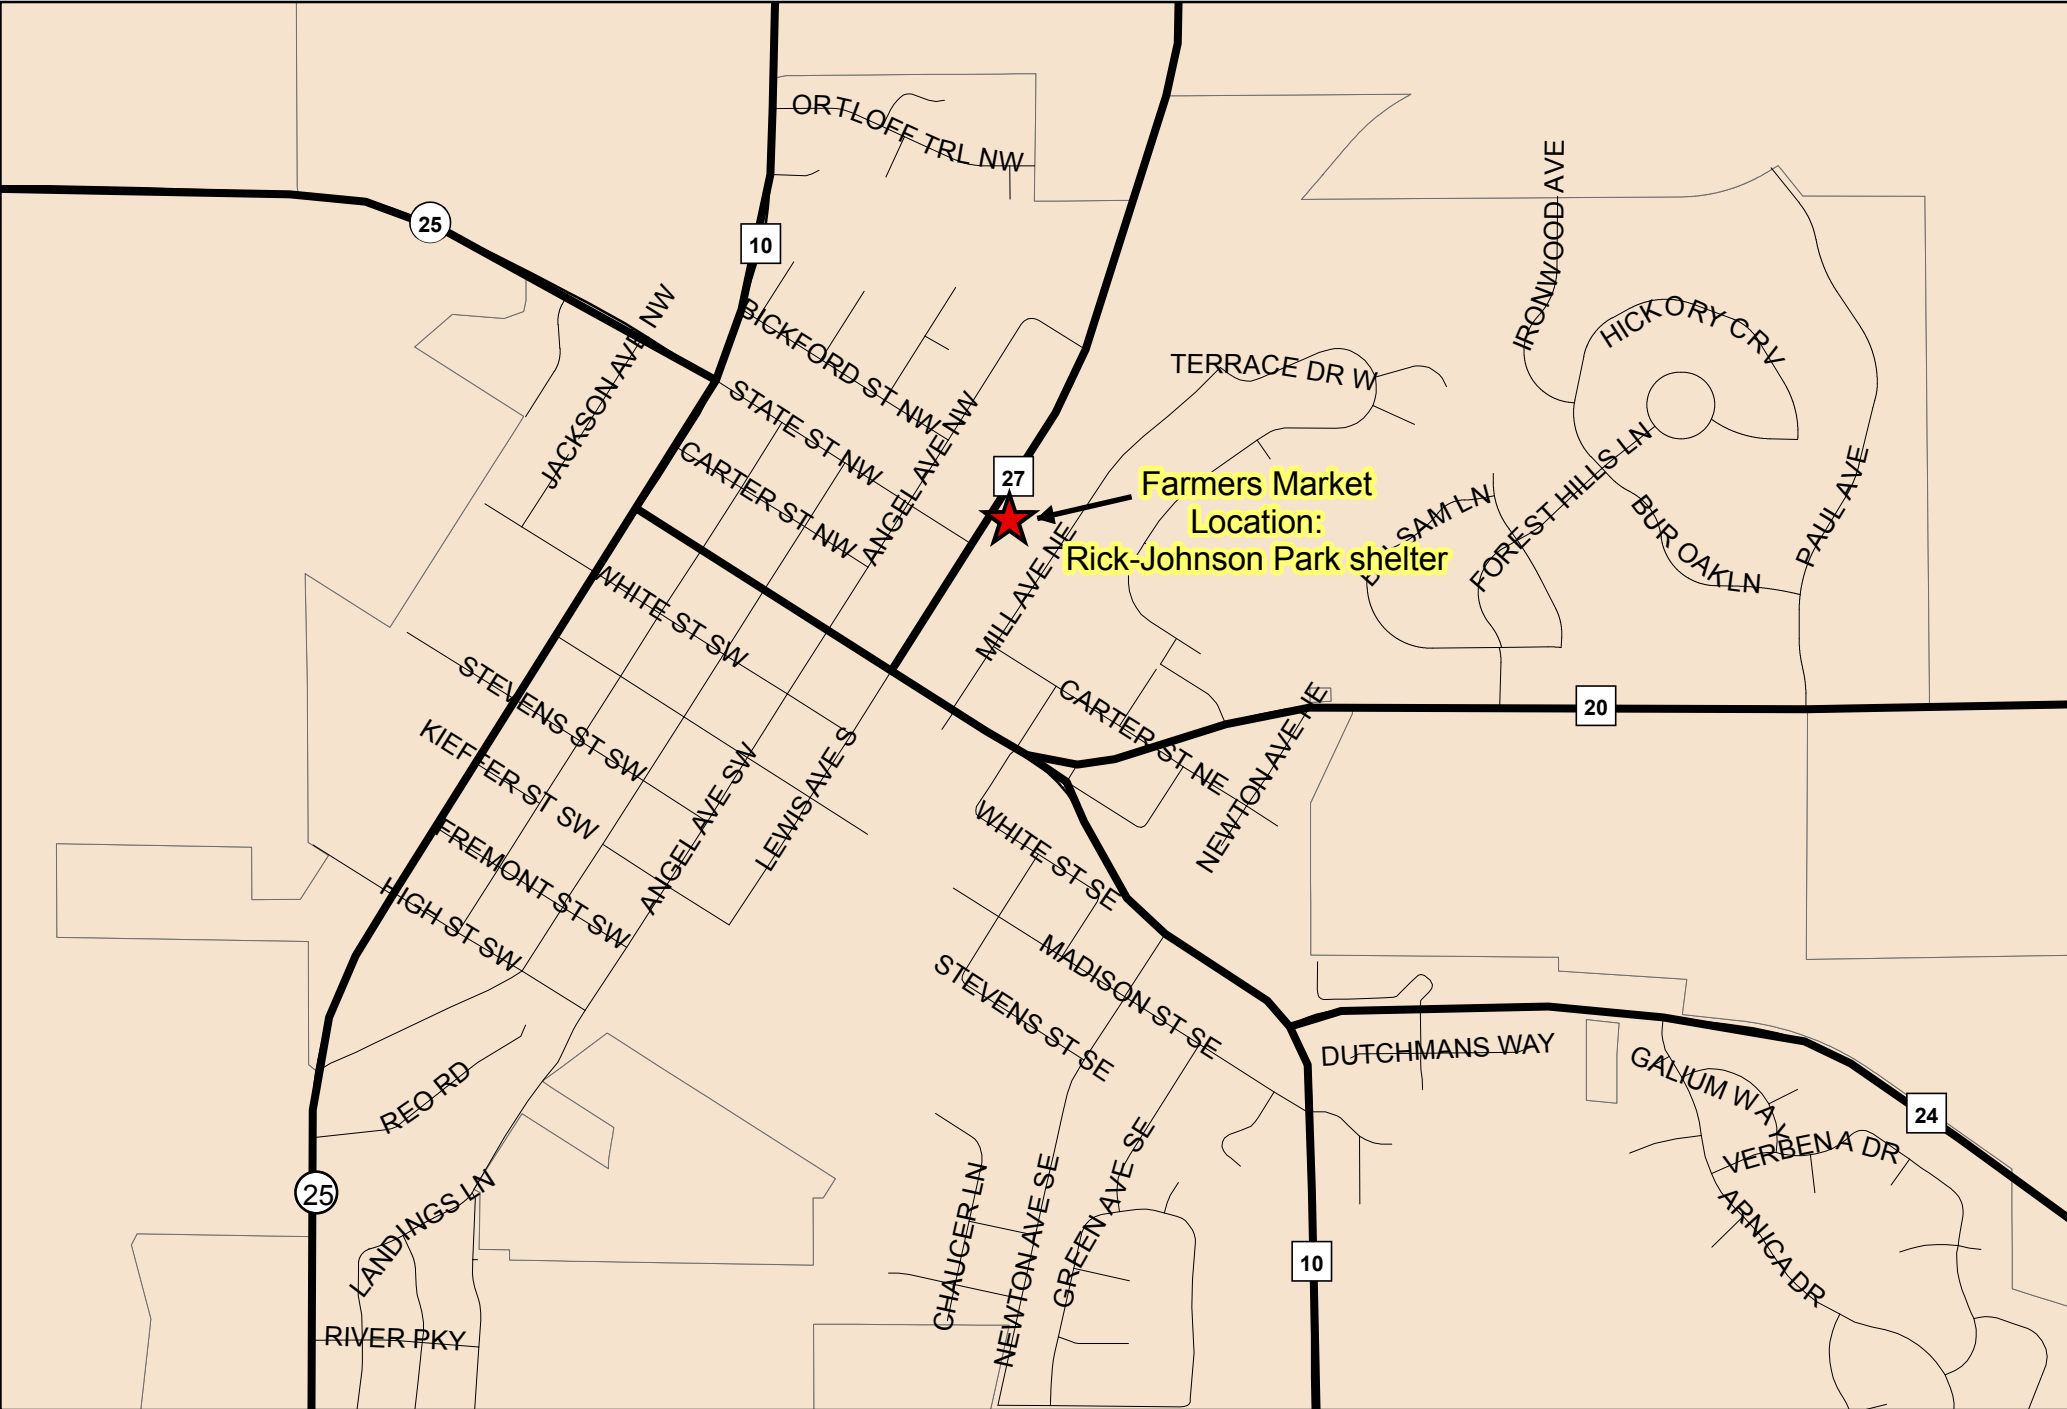 ORTLOFF TRL NW
25
10
IRONWOOD AVE
JACKSON AVE NW
BICKFORD ST NW
HICKORY CRV
TERRACE DR W
STATE ST NW
CARTER ST NW
ANGEL AVE NW
27
Farmers Market
Location:
Rick-Johnson Park shelter
SAM LN
FOREST HILLS LN
BUR OAK LN
PAUL AVE
MILL AVE NE
WHITE ST SW
STEVENS ST SW
KIEFFER ST SW
FREMONT ST SW
HIGH ST SW
ANGEL AVE SW
LEWIS AVE S
CARTER ST NE
NEWTON AVE NE
20
WHITE ST SE
MADISON ST SE
STEVENS ST SE
DUTCHMANS WAY
GALIUM WAY
24
VERBENA DR
ARNICA DR
REO RD
25
LANDINGS LN
RIVER PKY
CHAUCER LN
NEWTON AVE SE
GREEN AVE SE
10